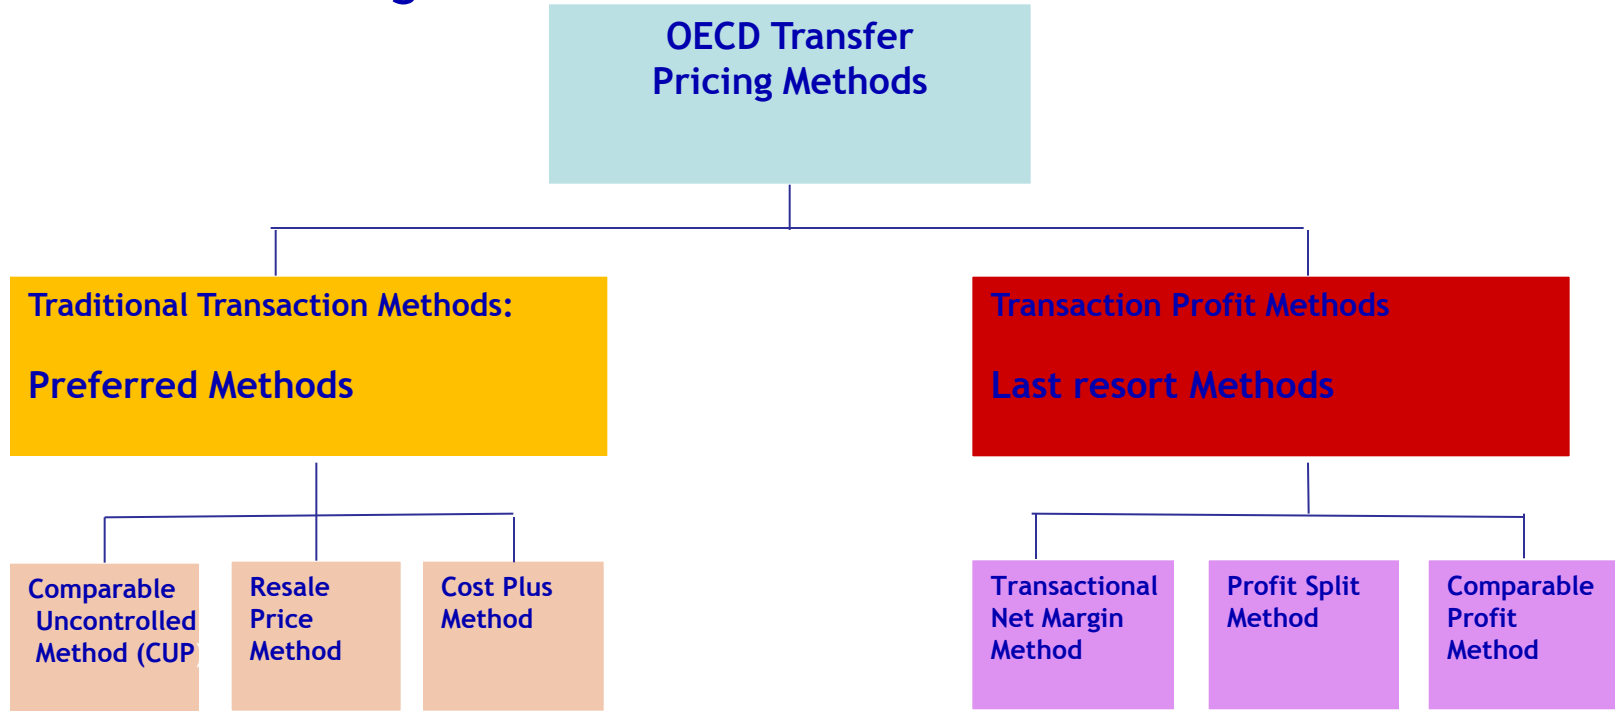 OECD Transfer
Pricing Methods
Traditional Transaction Methods:
Preferred Methods
Transaction Profit Methods
Last resort Methods
Comparable
Uncontrolled
Method (CUP)
Resale
Price
Method
Cost Plus
Method
Transactional
Net Margin
Method
Profit Split
Method
Comparable
Profit
Method